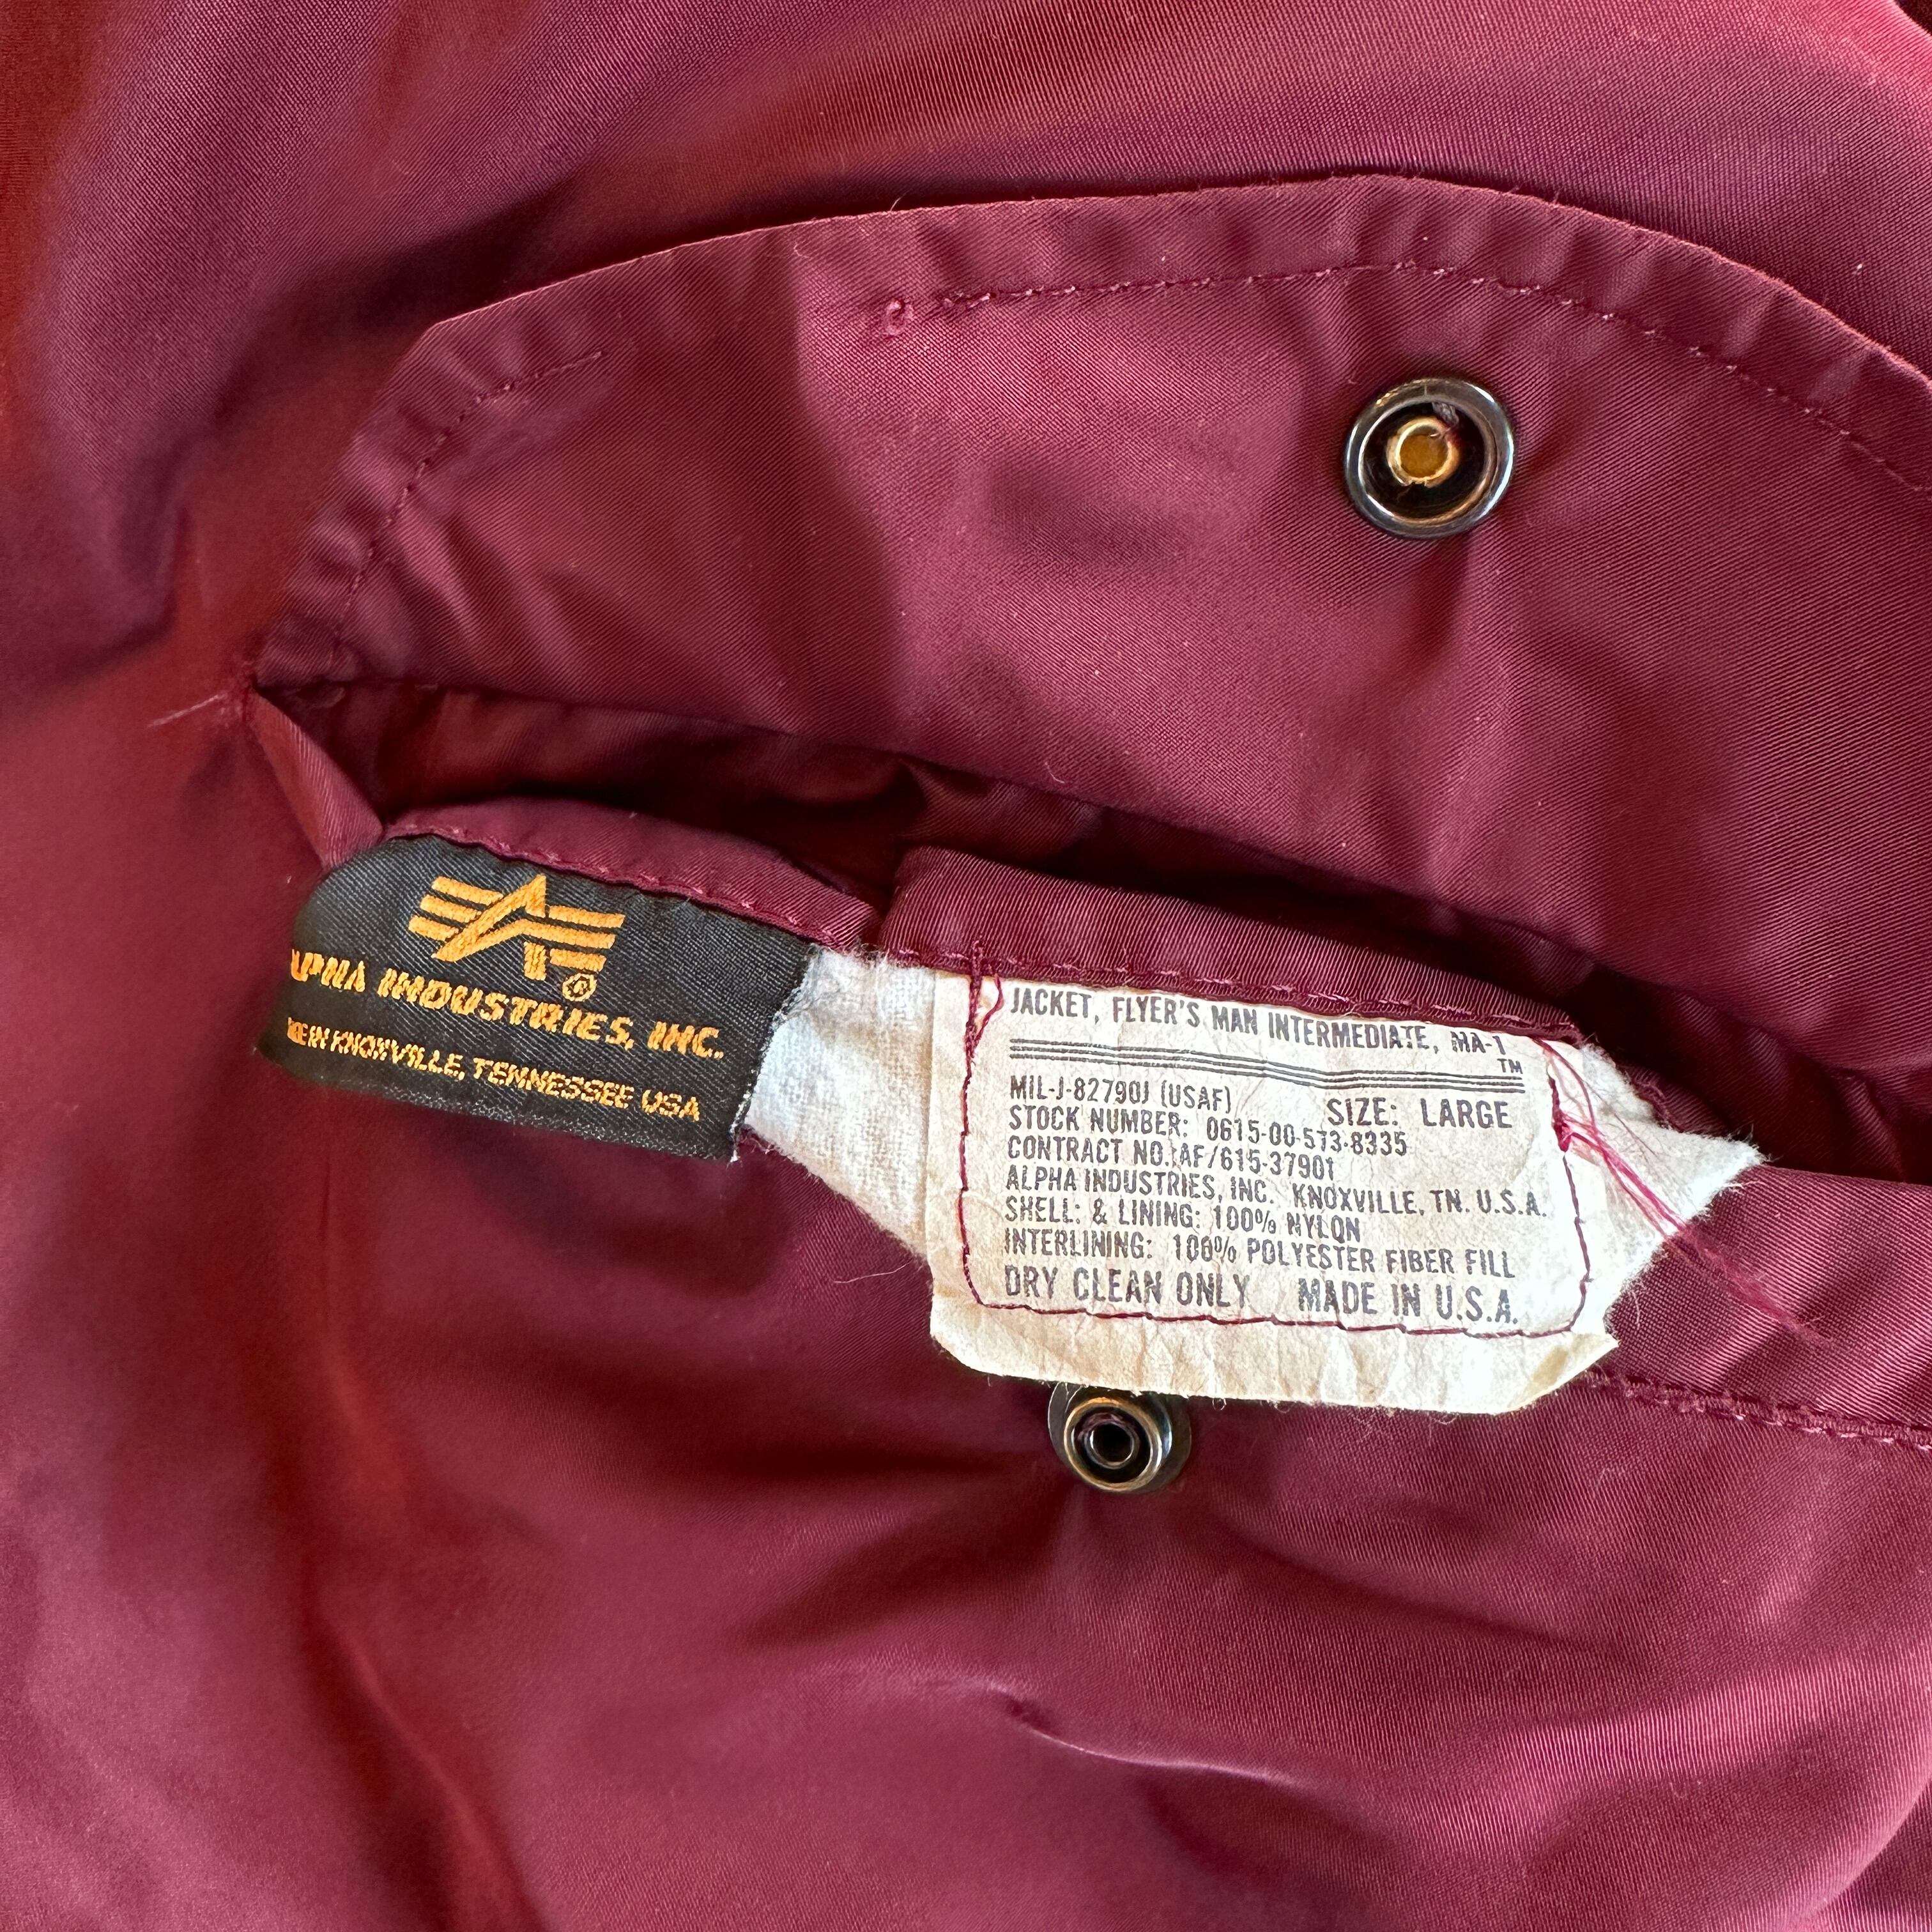 ALPHA INDUSTRIES, INC.
MADE IN KNOXVILLE, TENNESSEE USA
®
JACKET, FLYER'S MAN INTERMEDIATE, MA-1
TM
MIL-J-82790J (USAF) SIZE: LARGE
STOCK NUMBER: 0615-00-573-8335
CONTRACT NO. AF/615-37901
ALPHA INDUSTRIES, INC. KNOXVILLE, TN. U.S.A.
SHELL: & LINING: 100% NYLON
INTERLINING: 100% POLYESTER FIBER FILL
DRY CLEAN ONLY MADE IN U.S.A.